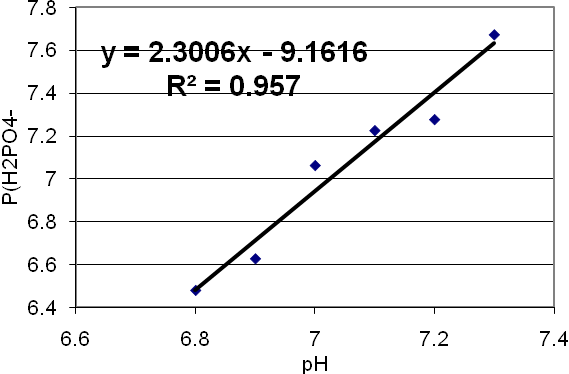 7.8
7.6
7.4
7.2
7
6.8
6.6
6.4
P(H2PO4-
y = 2.3006x - 9.1616
R² = 0.957
6.6 6.8 7 7.2 7.4
pH